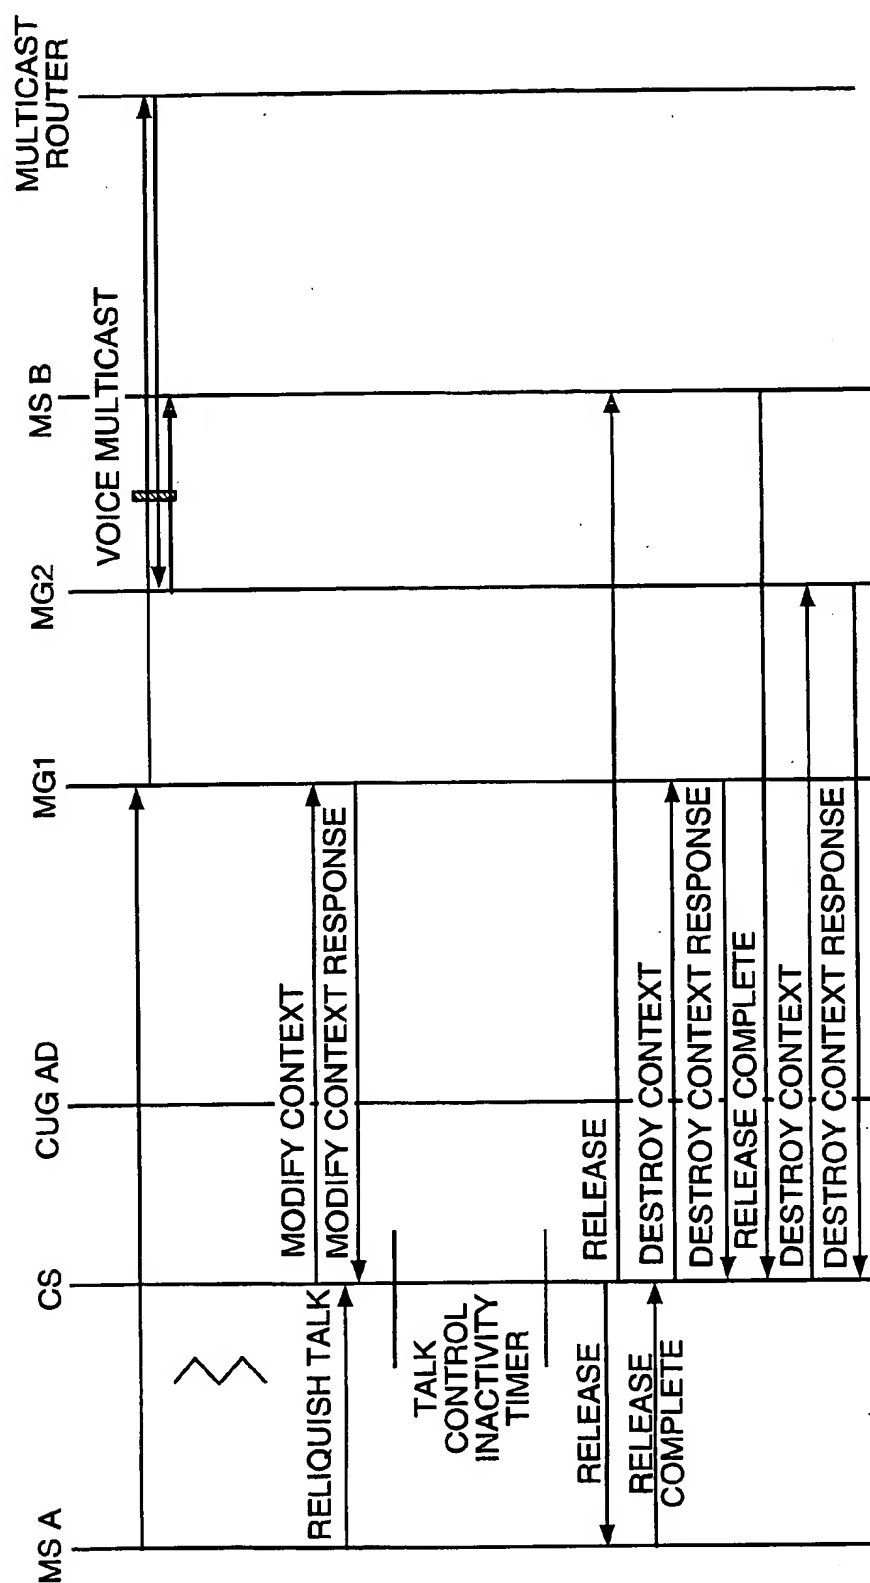 MS A
CS
CUG AD
MG1
MG2
MS B
MULTICAST
ROUTER
VOICE MULTICAST
RELIQUISH TALK
MODIFY CONTEXT
MODIFY CONTEXT RESPONSE
TALK
CONTROL
INACTIVITY
TIMER
RELEASE
RELEASE
RELEASE
COMPLETE
DESTROY CONTEXT
DESTROY CONTEXT RESPONSE
RELEASE COMPLETE
DESTROY CONTEXT
DESTROY CONTEXT RESPONSE